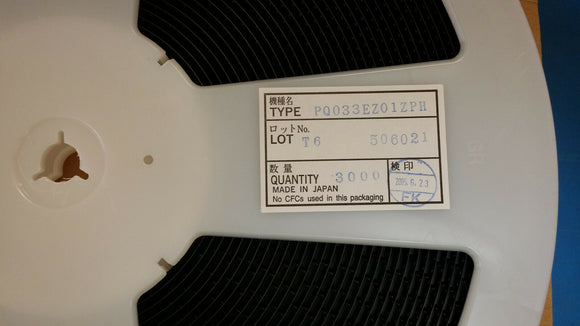 機種名
TYPE PQ033EZ01ZPH
ロットNo.
LOT T6 506021
数量
QUANTITY 3000
検印
2005.6.23
FK
MADE IN JAPAN
No CFCs used in this packaging